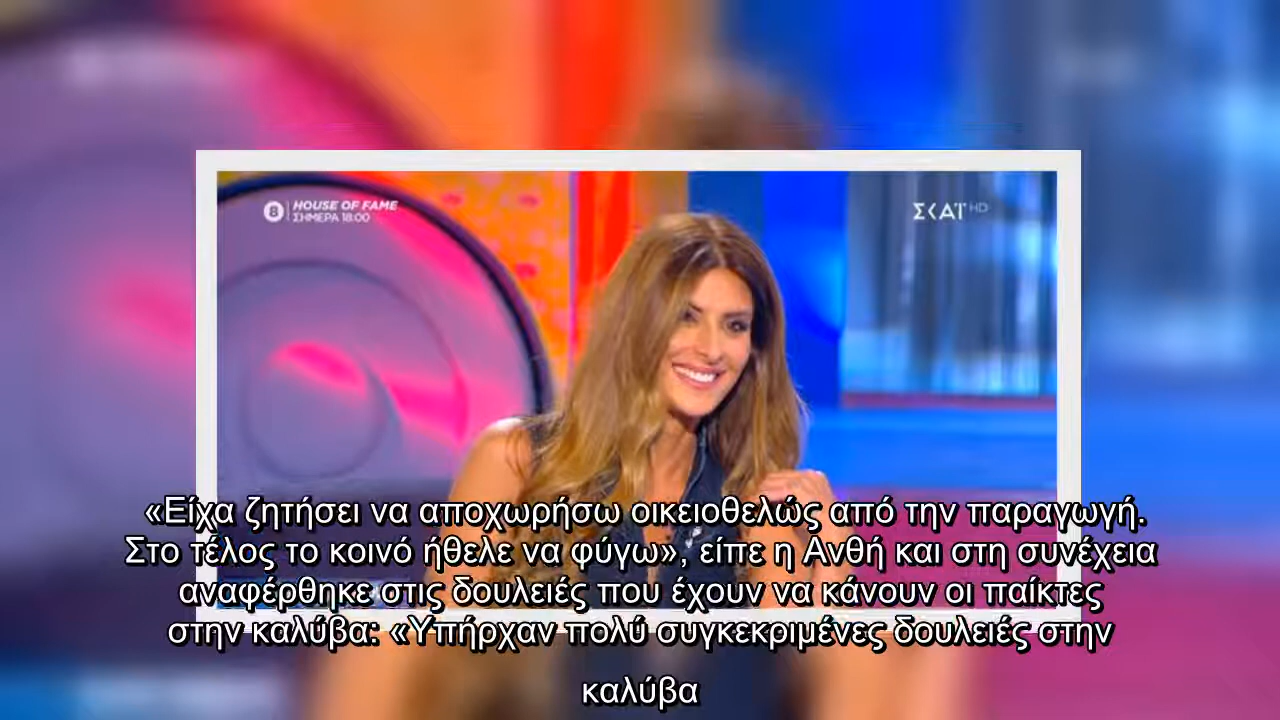 8 HOUSE OF FAME
ΣΗΜΕΡΑ 18:00
ΣΚΑΪ HD
«Είχα ζητήσει να αποχωρήσω οικειοθελώς από την παραγωγή.
Στο τέλος το κοινό ήθελε να φύγω», είπε η Ανθή και στη συνέχεια
αναφέρθηκε στις δουλειές που έχουν να κάνουν οι παίκτες
στην καλύβα: «Υπήρχαν πολύ συγκεκριμένες δουλειές στην
καλύβα